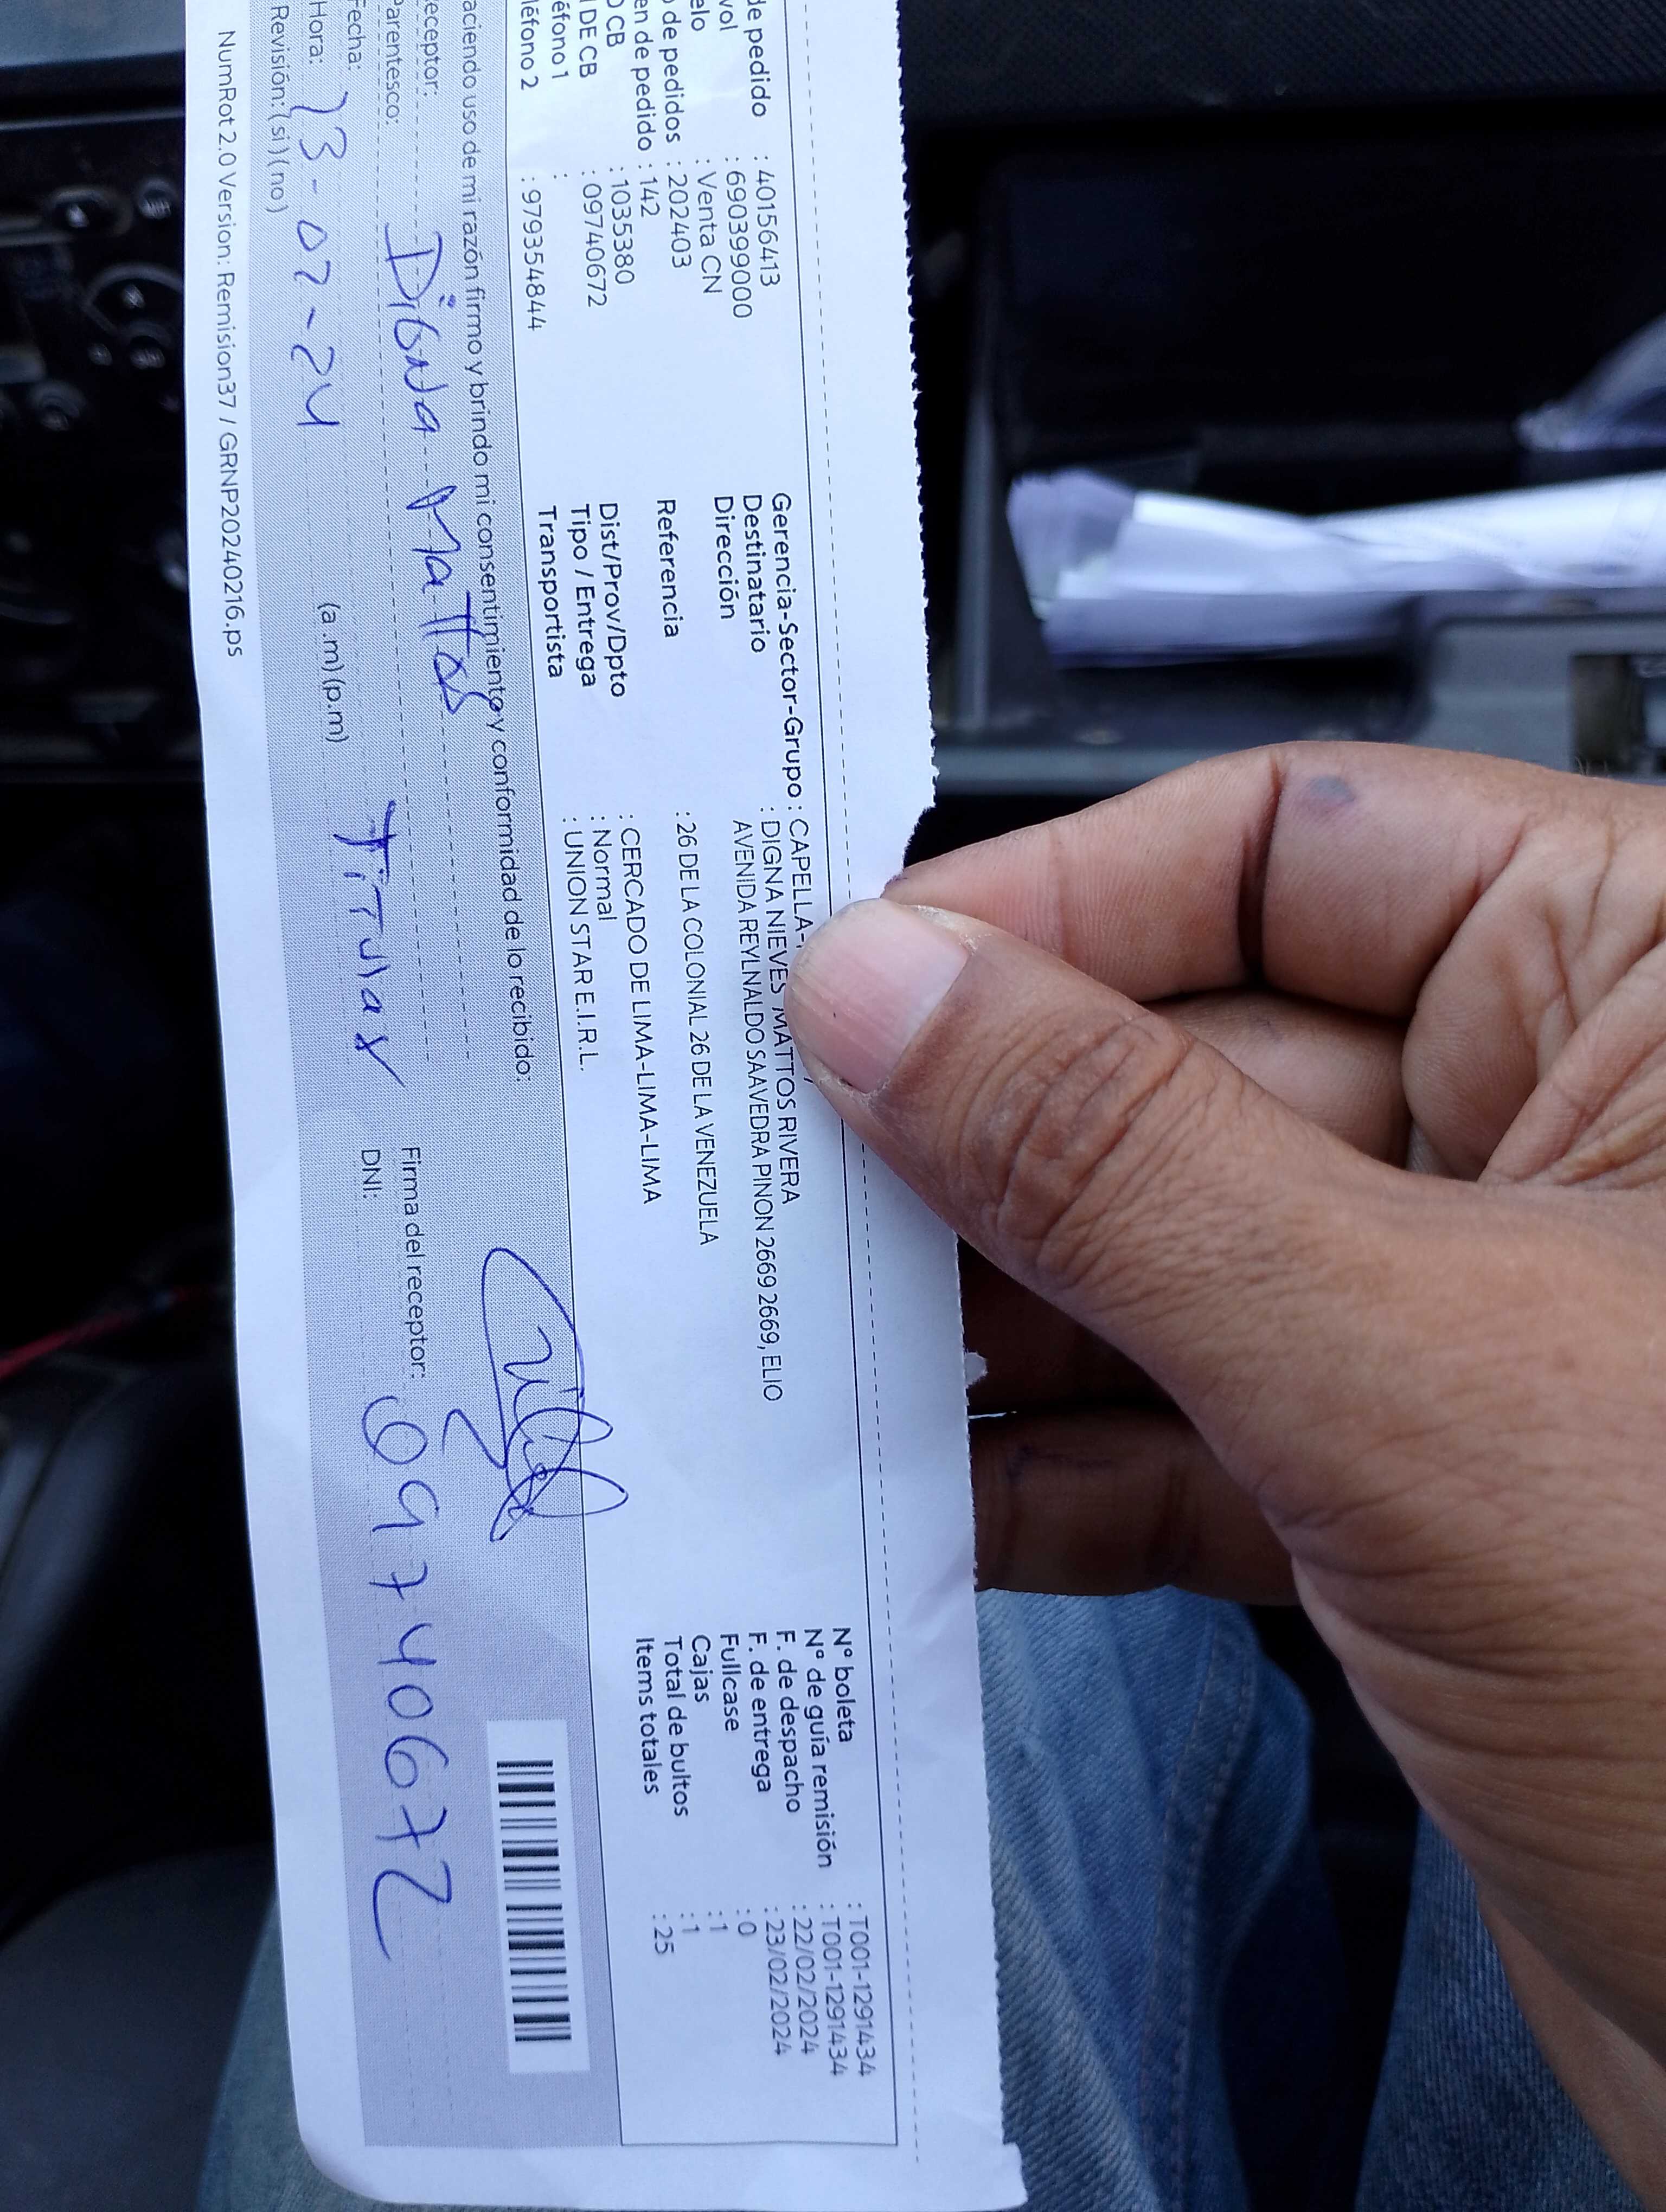 de pedido : 40156413
vol : 690399000
elo : Venta CN
o de pedidos : 202403
en de pedido : 142
O CB : 1035380
I DE CB : 09740672
éfono 1 :
léfono 2 : 979354844
Gerencia-Sector-Grupo : CAPELLA-
Destinatario : DIGNA NIEVES MATTOS RIVERA
Dirección AVENIDA REYLNALDO SAAVEDRA PINON 2669 2669, ELIO
Referencia : 26 DE LA COLONIAL 26 DE LA VENEZUELA
Dist/Prov/Dpto : CERCADO DE LIMA-LIMA-LIMA
Tipo / Entrega : Normal
Transportista : UNION STAR E.I.R.L.
N° boleta : T001-1291434
N° de guía remisión : T001-1291434
F. de despacho : 22/02/2024
F. de entrega : 23/02/2024
Fullcase : 0
Cajas : 1
Total de bultos : 1
Items totales : 25
aciendo uso de mi razón firmo y brindo mi consentimiento y conformidad de lo recibido:
eceptor: Digna Mattos
Parentesco: Titular
Firma del receptor:
Fecha: 23-02-24
DNI: 09740672
Hora: (a.m) (p.m)
Revisión: (si) (no)
NumRot 2.0 Version: Remision37 / GRNP20240216.ps